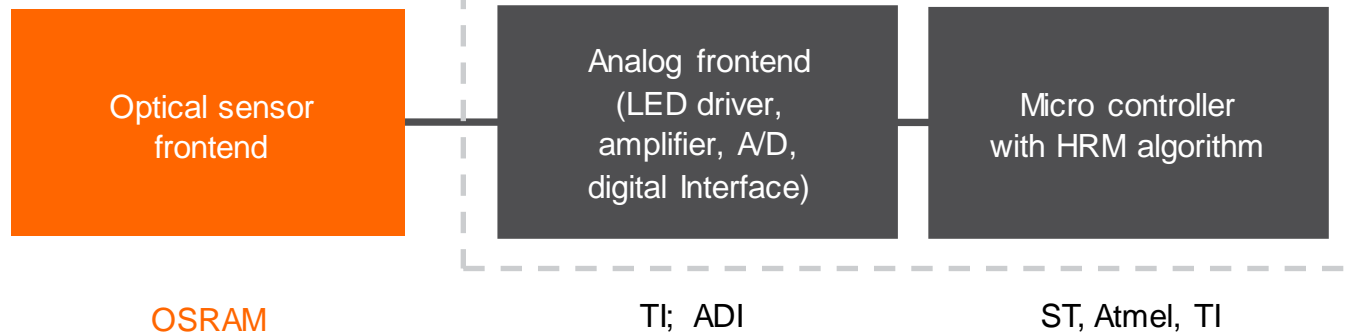 Optical sensor
frontend
Analog frontend
(LED driver,
amplifier, A/D,
digital Interface)
Micro controller
with HRM algorithm
OSRAM
TI; ADI
ST, Atmel, TI